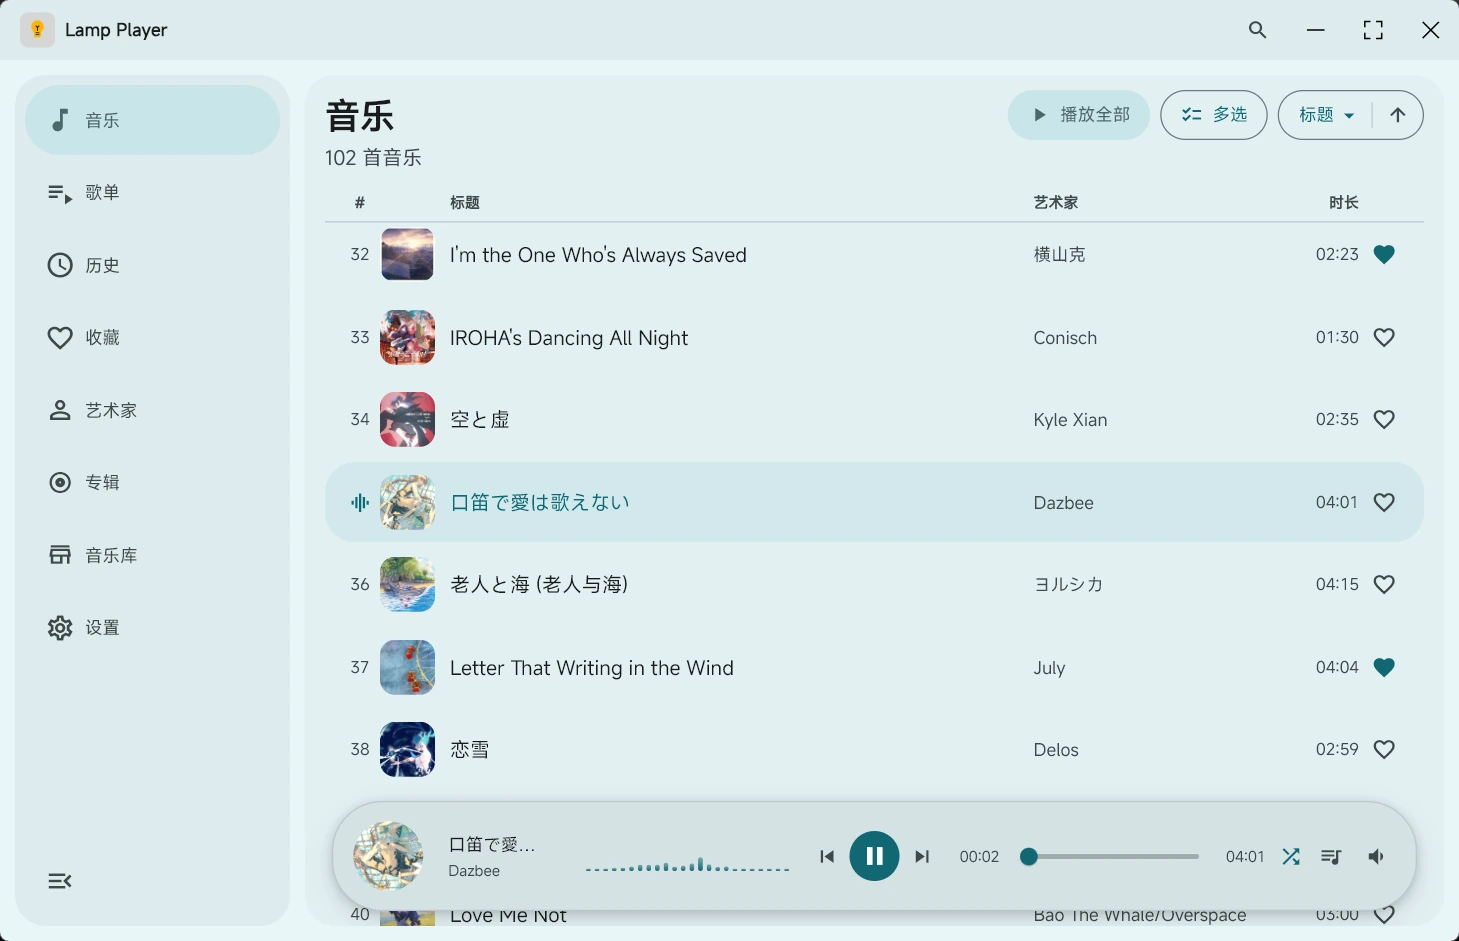 Lamp Player
音乐
歌单
历史
收藏
艺术家
专辑
音乐库
设置
音乐
102 首音乐
播放全部
多选
标题
# 标题 艺术家 时长
32 I'm the One Who's Always Saved 横山克 02:23
33 IROHA's Dancing All Night Conisch 01:30
34 空と虚 Kyle Xian 02:35
口笛で愛は歌えない Dazbee 04:01
36 老人と海 (老人与海) ヨルシカ 04:15
37 Letter That Writing in the Wind July 04:04
38 恋雪 Delos 02:59
口笛で愛...
Dazbee
00:02
04:01
40 Love Me Not Bao The Whale/Overspace 03:00